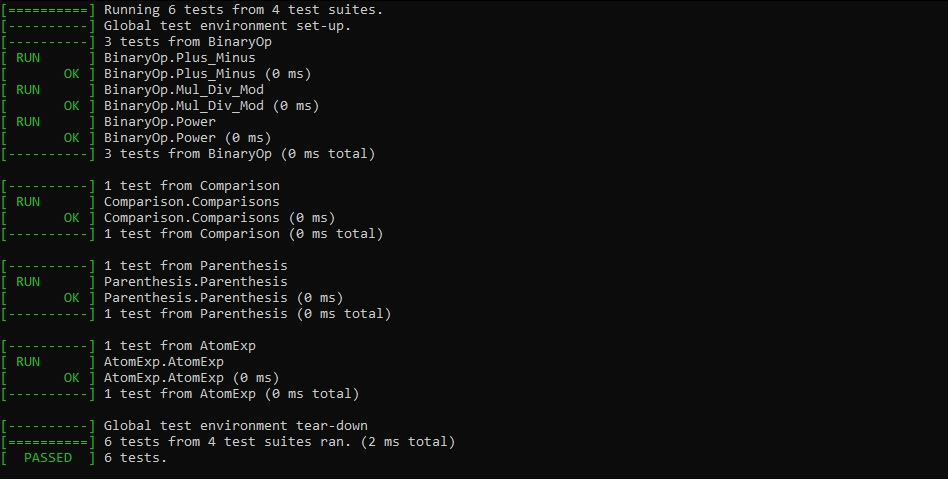 [==========] Running 6 tests from 4 test suites.
[----------] Global test environment set-up.
[----------] 3 tests from BinaryOp
[ RUN      ] BinaryOp.Plus_Minus
[       OK ] BinaryOp.Plus_Minus (0 ms)
[ RUN      ] BinaryOp.Mul_Div_Mod
[       OK ] BinaryOp.Mul_Div_Mod (0 ms)
[ RUN      ] BinaryOp.Power
[       OK ] BinaryOp.Power (0 ms)
[----------] 3 tests from BinaryOp (0 ms total)

[----------] 1 test from Comparison
[ RUN      ] Comparison.Comparisons
[       OK ] Comparison.Comparisons (0 ms)
[----------] 1 test from Comparison (0 ms total)

[----------] 1 test from Parenthesis
[ RUN      ] Parenthesis.Parenthesis
[       OK ] Parenthesis.Parenthesis (0 ms)
[----------] 1 test from Parenthesis (0 ms total)

[----------] 1 test from AtomExp
[ RUN      ] AtomExp.AtomExp
[       OK ] AtomExp.AtomExp (0 ms)
[----------] 1 test from AtomExp (0 ms total)

[----------] Global test environment tear-down
[==========] 6 tests from 4 test suites ran. (2 ms total)
[  PASSED  ] 6 tests.